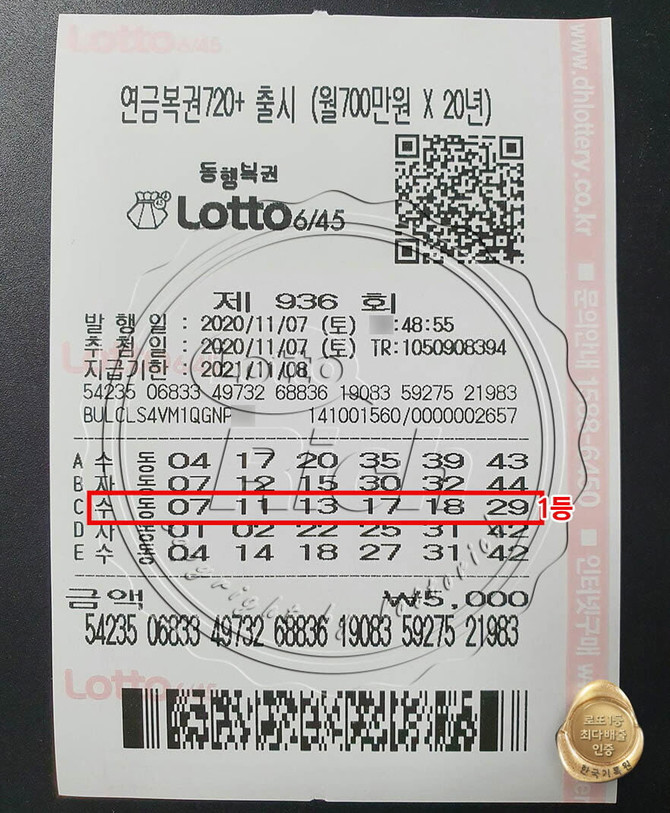 Lotto 6/45
연금복권720+ 출시 (월700만원 X 20년)
동행복권
Lotto 6/45
제 936 회
발 행 일 : 2020/11/07 (토) :48:55
추 첨 일 : 2020/11/07 (토) TR:1050908394
지급기한 : 2021/11/08
54235 06833 49732 68836 19083 59275 21983
141001560/0000002657
A 수 동 04 17 20 35 39 43
B 자 동 07 12 15 30 32 44
C 수 동 07 11 13 17 18 29 1등
D 자 동 01 02 22 25 31 42
E 수 동 04 14 18 27 31 42
금액 ₩5,000
54235 06833 49732 68836 19083 59275 21983
Lotto 6/45
www.dhlottery.co.kr ■ 문의안내 1588-6450 ■ 인터넷구매
Lotto
Rich
copyright by lottorich
로또1등
최다배출
인증
한국기록원